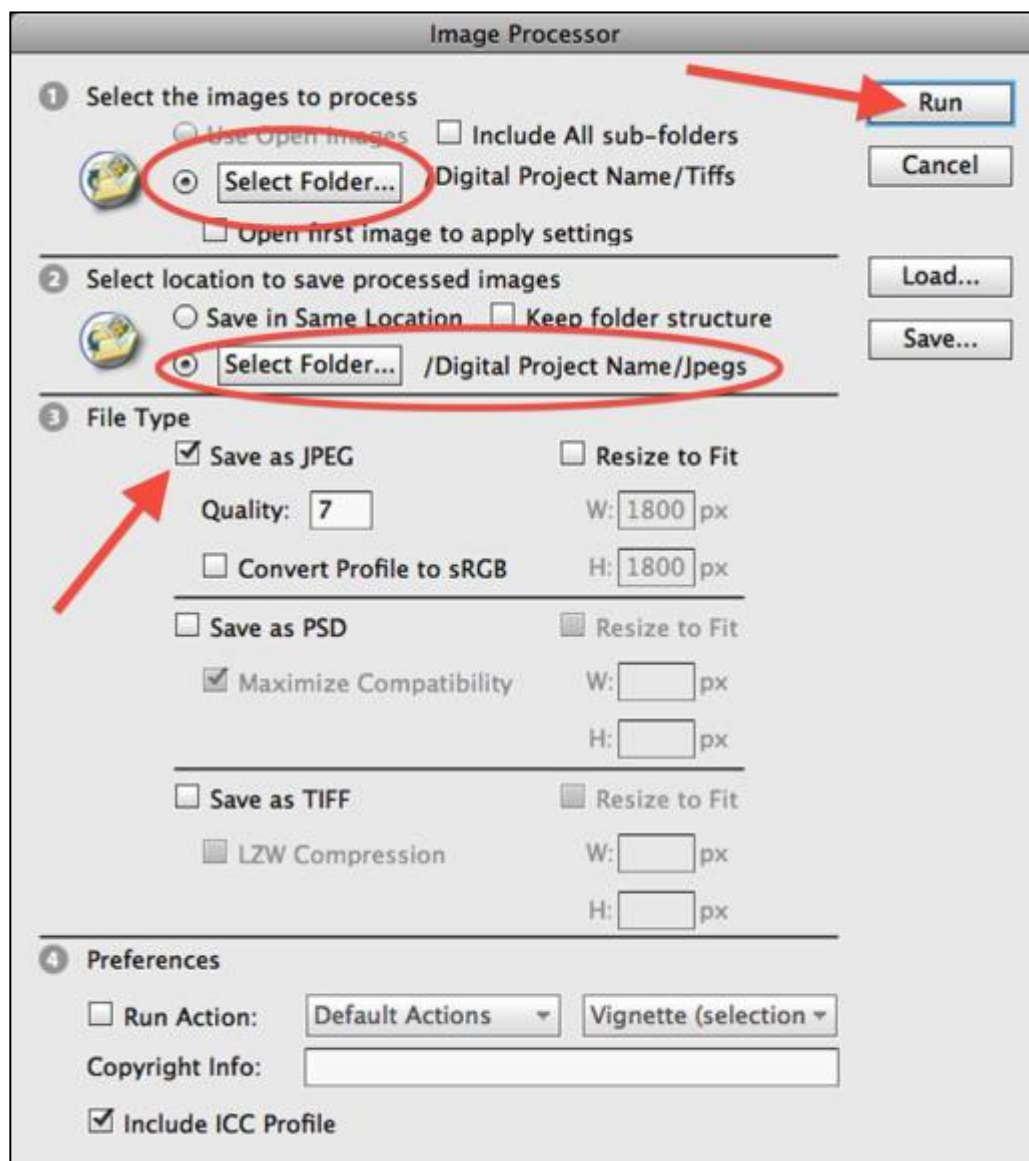 Image Processor
1 Select the images to process
Use Open Images Include All sub-folders
Select Folder... /Digital Project Name/Tiffs
Open first image to apply settings
Run
Cancel
2 Select location to save processed images
Save in Same Location Keep folder structure
Select Folder... /Digital Project Name/Jpegs
Load...
Save...
3 File Type
Save as JPEG Resize to Fit
Quality: 7 W: 1800 px
Convert Profile to sRGB H: 1800 px
Save as PSD Resize to Fit
Maximize Compatibility W: px
H: px
Save as TIFF Resize to Fit
LZW Compression W: px
H: px
4 Preferences
Run Action: Default Actions Vignette (selection
Copyright Info:
Include ICC Profile